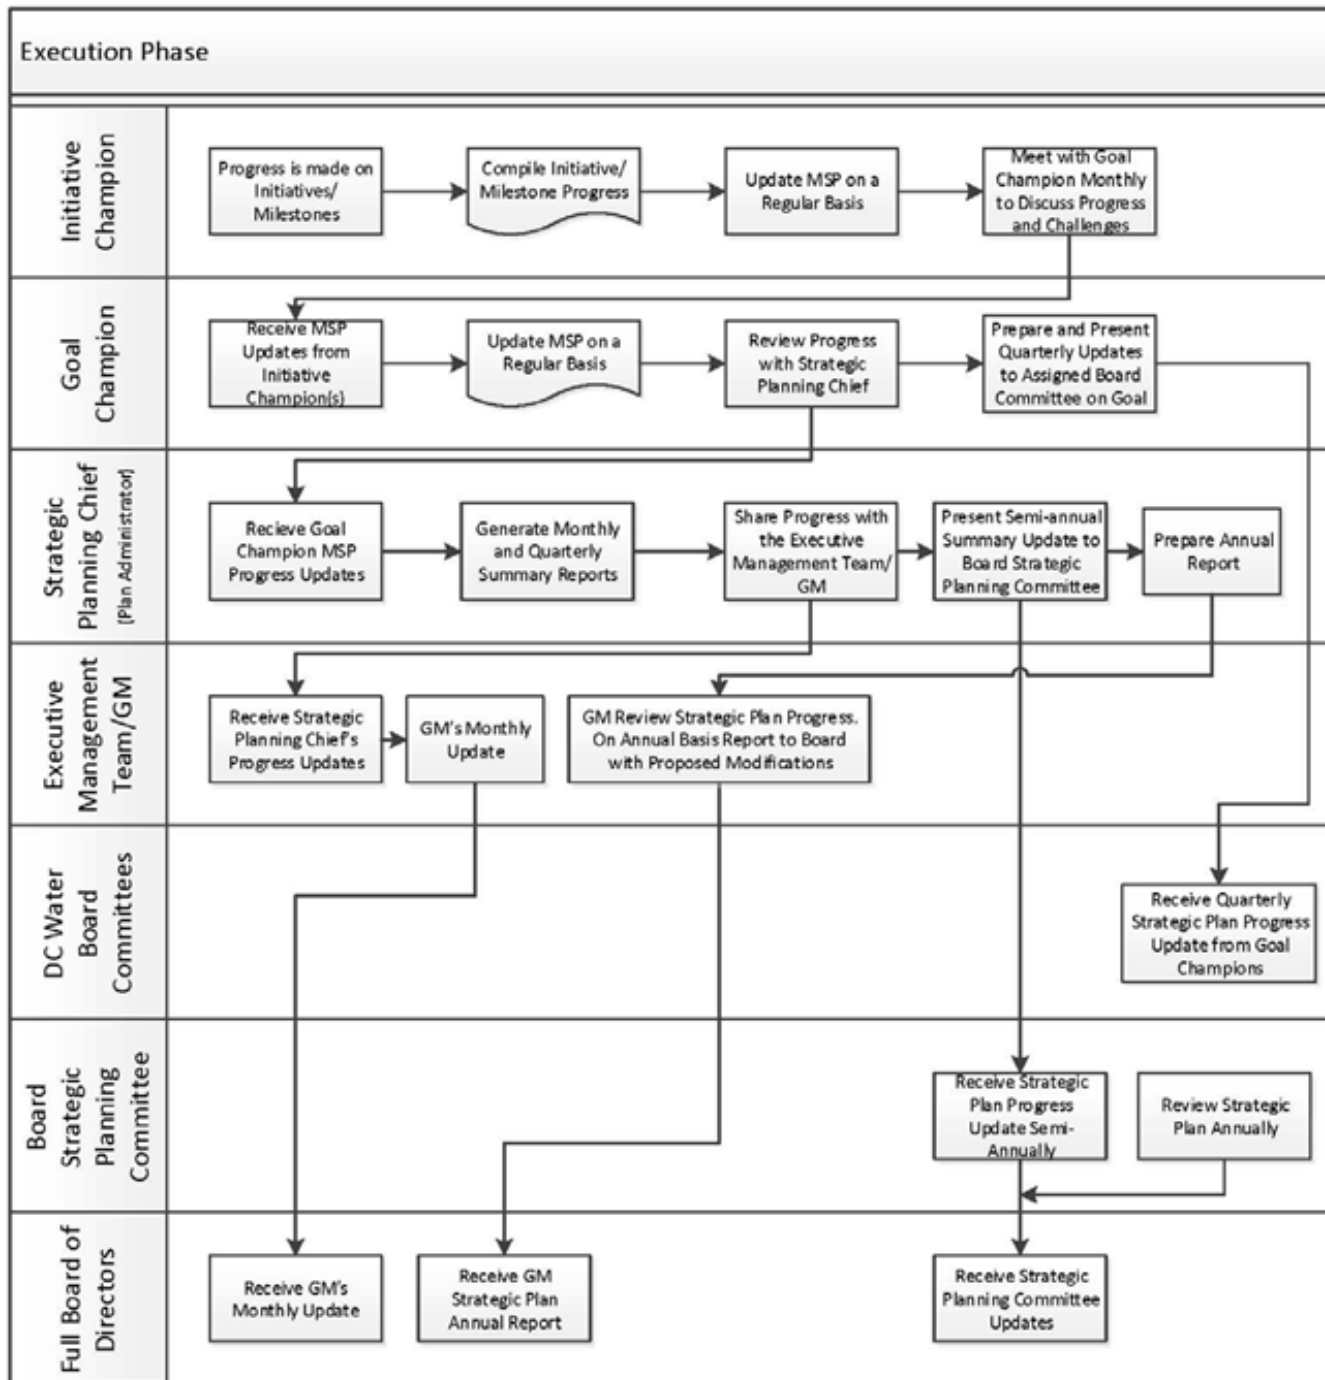 Execution Phase
Initiative
Champion
Progress is made on
Initiatives/
Milestones
Compile Initiative/
Milestone Progress
Update MSP on a
Regular Basis
Meet with Goal
Champion Monthly
to Discuss Progress
and Challenges
Goal
Champion
Receive MSP
Updates from
Initiative
Champion(s)
Update MSP on a
Regular Basis
Review Progress
with Strategic
Planning Chief
Prepare and Present
Quarterly Updates
to Assigned Board
Committee on Goal
Strategic
Planning Chief
(Plan Administrator)
Recieve Goal
Champion MSP
Progress Updates
Generate Monthly
and Quarterly
Summary Reports
Share Progress with
the Executive
Management Team/
GM
Present Semi-annual
Summary Update to
Board Strategic
Planning Committee
Prepare Annual
Report
Executive
Management
Team/GM
Receive Strategic
Planning Chief's
Progress Updates
GM's Monthly
Update
GM Review Strategic Plan Progress.
On Annual Basis Report to Board
with Proposed Modifications
DC Water
Board
Committees
Receive Quarterly
Strategic Plan Progress
Update from Goal
Champions
Board
Strategic
Planning
Committee
Receive Strategic
Plan Progress
Update Semi-
Annually
Review Strategic
Plan Annually
Full Board of
Directors
Receive GM's
Monthly Update
Receive GM
Strategic Plan
Annual Report
Receive Strategic
Planning Committee
Updates